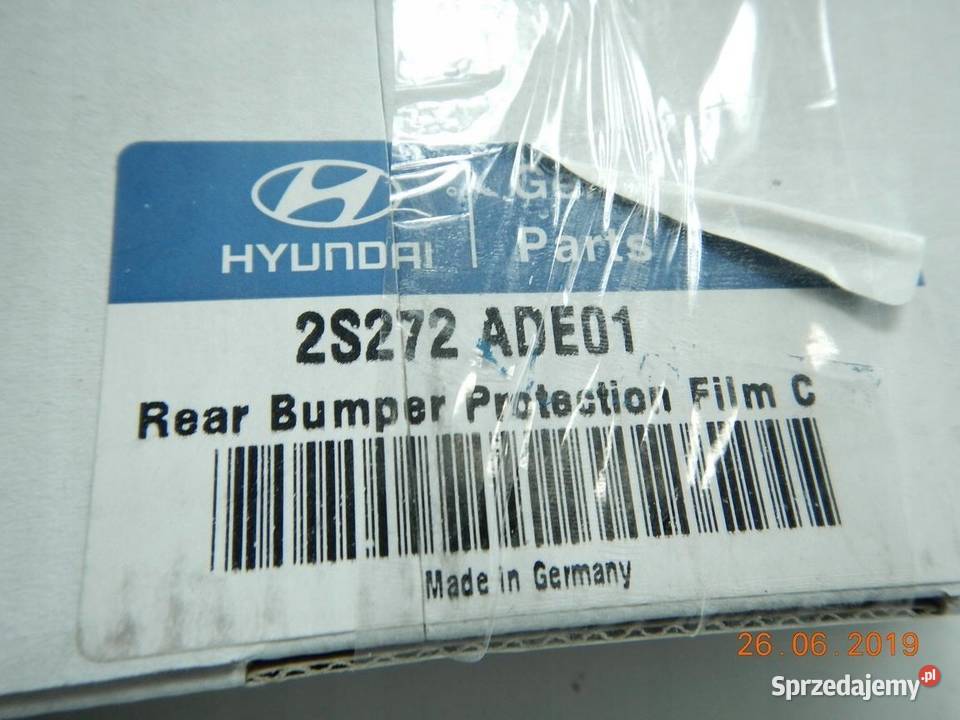 HYUNDAI
Parts
2S272 ADE01
Rear Bumper Protection Film C
Made in Germany
26.06.2019
Sprzedajemy.pl